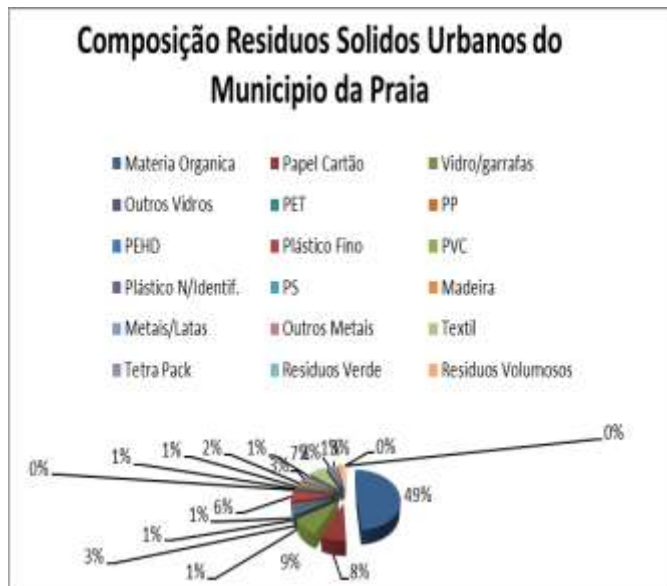 Composição Residuos Solidos Urbanos do
Municipio da Praia
Materia Organica Papel Cartão Vidro/garrafas
Outros Vidros PET PP
PEHD Plástico Fino PVC
Plástico N/Identif. PS Madeira
Metais/Latas Outros Metais Textil
Tetra Pack Residuos Verde Residuos Volumosos
0%
1%
1%
2%
1%
3%
7%
0%
0%
49%
6%
1%
1%
3%
1%
9%
8%